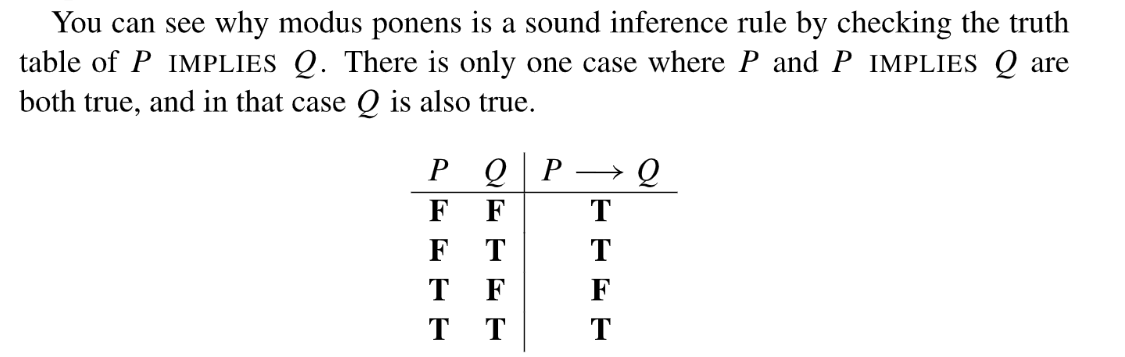 You can see why modus ponens is a sound inference rule by checking the truth
table of P IMPLIES Q. There is only one case where P and P IMPLIES Q are
both true, and in that case Q is also true.
P Q P ⟶ Q
F F T
F T T
T F F
T T T